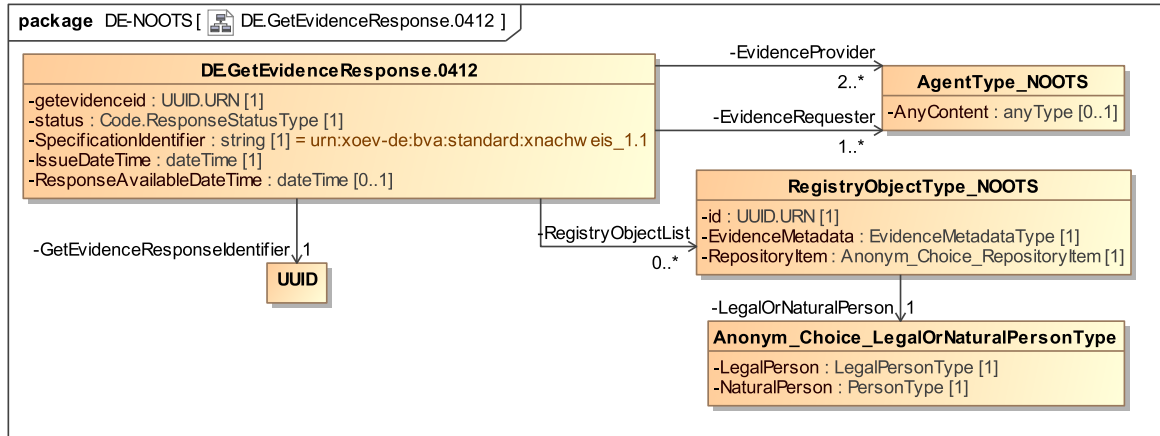 package DE-NOOTS [ DE.GetEvidenceResponse.0412 ]
DE.GetEvidenceResponse.0412
-getevidenceid : UUID.URN [1]
-status : Code.ResponseStatusType [1]
-SpecificationIdentifier : string [1] = urn:xoev-de:bva:standard:xnachweis_1.1
-IssueDateTime : dateTime [1]
-ResponseAvailableDateTime : dateTime [0..1]
-EvidenceProvider
2..*
-EvidenceRequester
1..*
AgentType_NOOTS
-AnyContent : anyType [0..1]
-RegistryObjectList
0..*
RegistryObjectType_NOOTS
-id : UUID.URN [1]
-EvidenceMetadata : EvidenceMetadataType [1]
-RepositoryItem : Anonym_Choice_RepositoryItem [1]
-GetEvidenceResponseIdentifier 1
UUID
-LegalOrNaturalPerson 1
Anonym_Choice_LegalOrNaturalPersonType
-LegalPerson : LegalPersonType [1]
-NaturalPerson : PersonType [1]